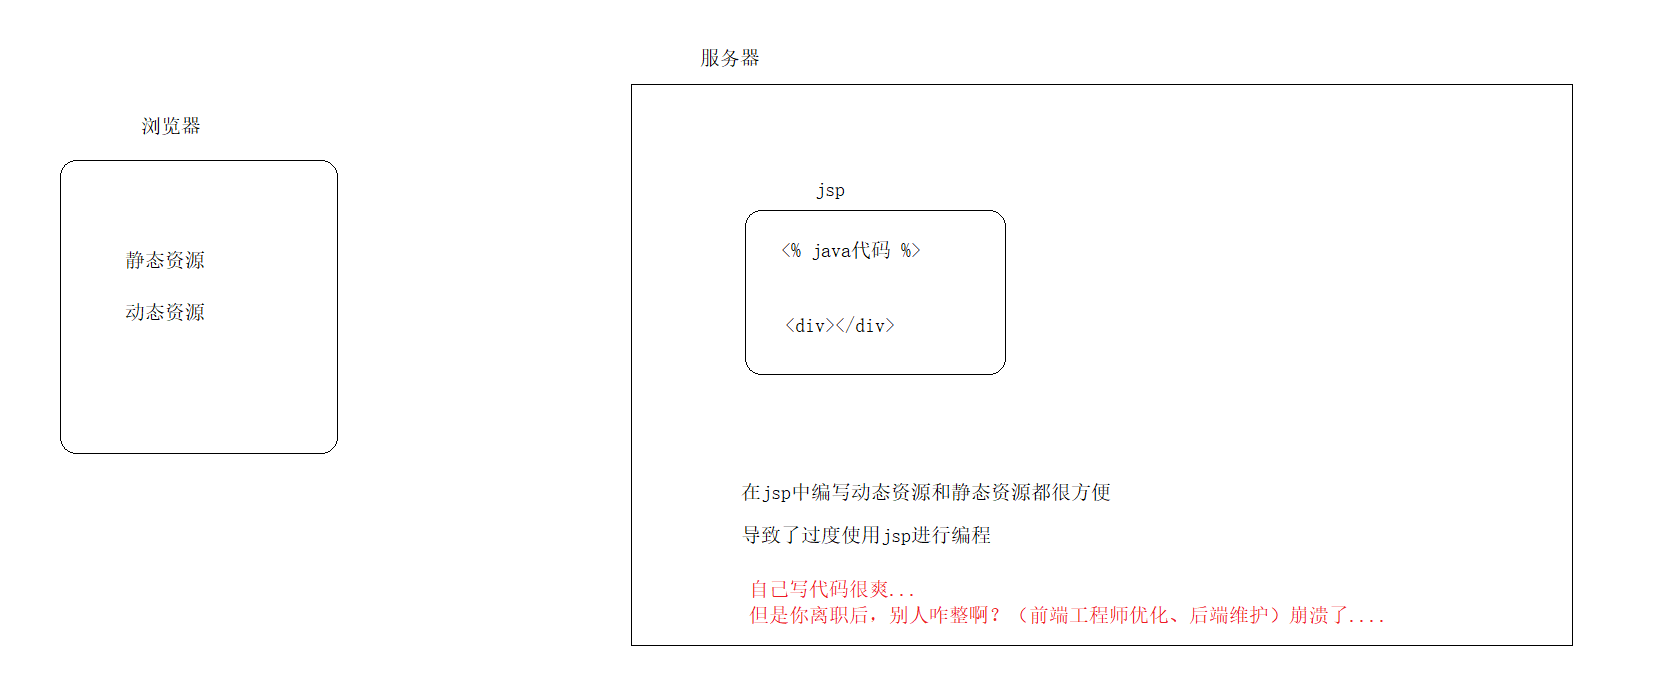 服务器
浏览器
jsp
<% java代码 %>
静态资源
动态资源
<div></div>
在jsp中编写动态资源和静态资源都很方便
导致了过度使用jsp进行编程
自己写代码很爽...
但是你离职后，别人咋整啊？（前端工程师优化、后端维护）崩溃了....